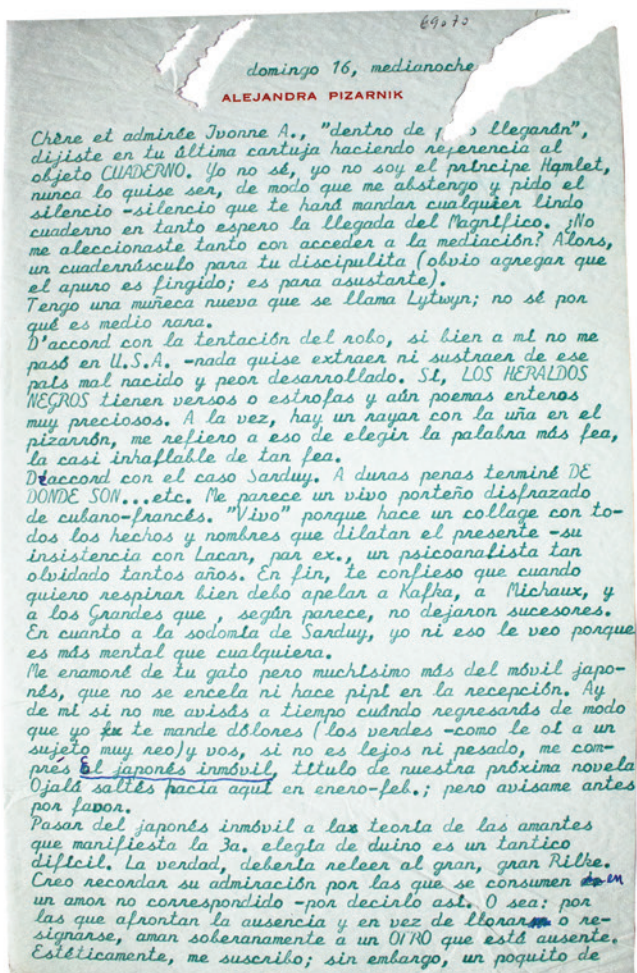 69.70
domingo 16, medianoche
ALEJANDRA PIZARNIK
Chère et admirée Ivonne A., "dentro de llegarán",
dijiste en tu última cartuja haciendo referencia al
objeto CUADERNO. Yo no sé, yo no soy el príncipe Hamlet,
nunca lo quise ser, de modo que me abstengo y pido el
silencio -silencio que te hará mandar cualquier lindo
cuaderno en tanto espero la llegada del Magnífico. ¿No
me aleccionaste tanto con acceder a la mediación? Alors,
un cuadernúsculo para tu discipulita (obvio agregar que
el apuro es fingido; es para asustarte).
Tengo una muñeca nueva que se llama Lytwyn; no sé por
qué es medio rara.
D'accord con la tentación del robo, si bien a mí no me
pasó en U.S.A. -nada quise extraer ni sustraer de ese
país mal nacido y peor desarrollado. Sí, LOS HERALDOS
NEGROS tienen versos o estrofas y aún poemas enteros
muy preciosos. A la vez, hay un rayar con la uña en el
pizarrón, me refiero a eso de elegir la palabra más fea,
la casi inhallable de tan fea.
D'accord con el caso Sarduy. A duras penas terminé DE
DONDE SON...etc. Me parece un vivo porteño disfrazado
de cubano-francés. "Vivo" porque hace un collage con to-
dos los hechos y nombres que dilatan el presente -su
insistencia con Lacan, par ex., un psicoanalista tan
olvidado tantos años. En fin, te confieso que cuando
quiero respirar bien debo apelar a Kafka, a Michaux, y
a los Grandes que , según parece, no dejaron sucesores.
En cuanto a la sodomía de Sarduy, yo ni eso le veo porque
es más mental que cualquiera.
Me enamoré de tu gato pero muchísimo más del móvil japo-
nés, que no se encela ni hace pipí en la recepción. Ay
de mí si no me avisás a tiempo cuándo regresarás de modo
que yo te mande dólores (los verdes -como le oí a un
sujeto muy reo)y vos, si no es lejos ni pesado, me com-
prés El japonés inmóvil, título de nuestra próxima novela
Ojalá saltés hacia aquí en enero-feb.; pero avisame antes
por favor.
Pasar del japonés inmóvil a la teoría de las amantes
que manifiesta la 3a. elegía de duino es un tantico
difícil. La verdad, debería releer al gran, gran Rilke.
Creo recordar su admiración por las que se consumen en
un amor no correspondido -por decirlo así. O sea: por
las que afrontan la ausencia y en vez de llorar o re-
signarse, aman soberanamente a un OTRO que está ausente.
Estéticamente, me suscribo; sin embargo, un poquito de